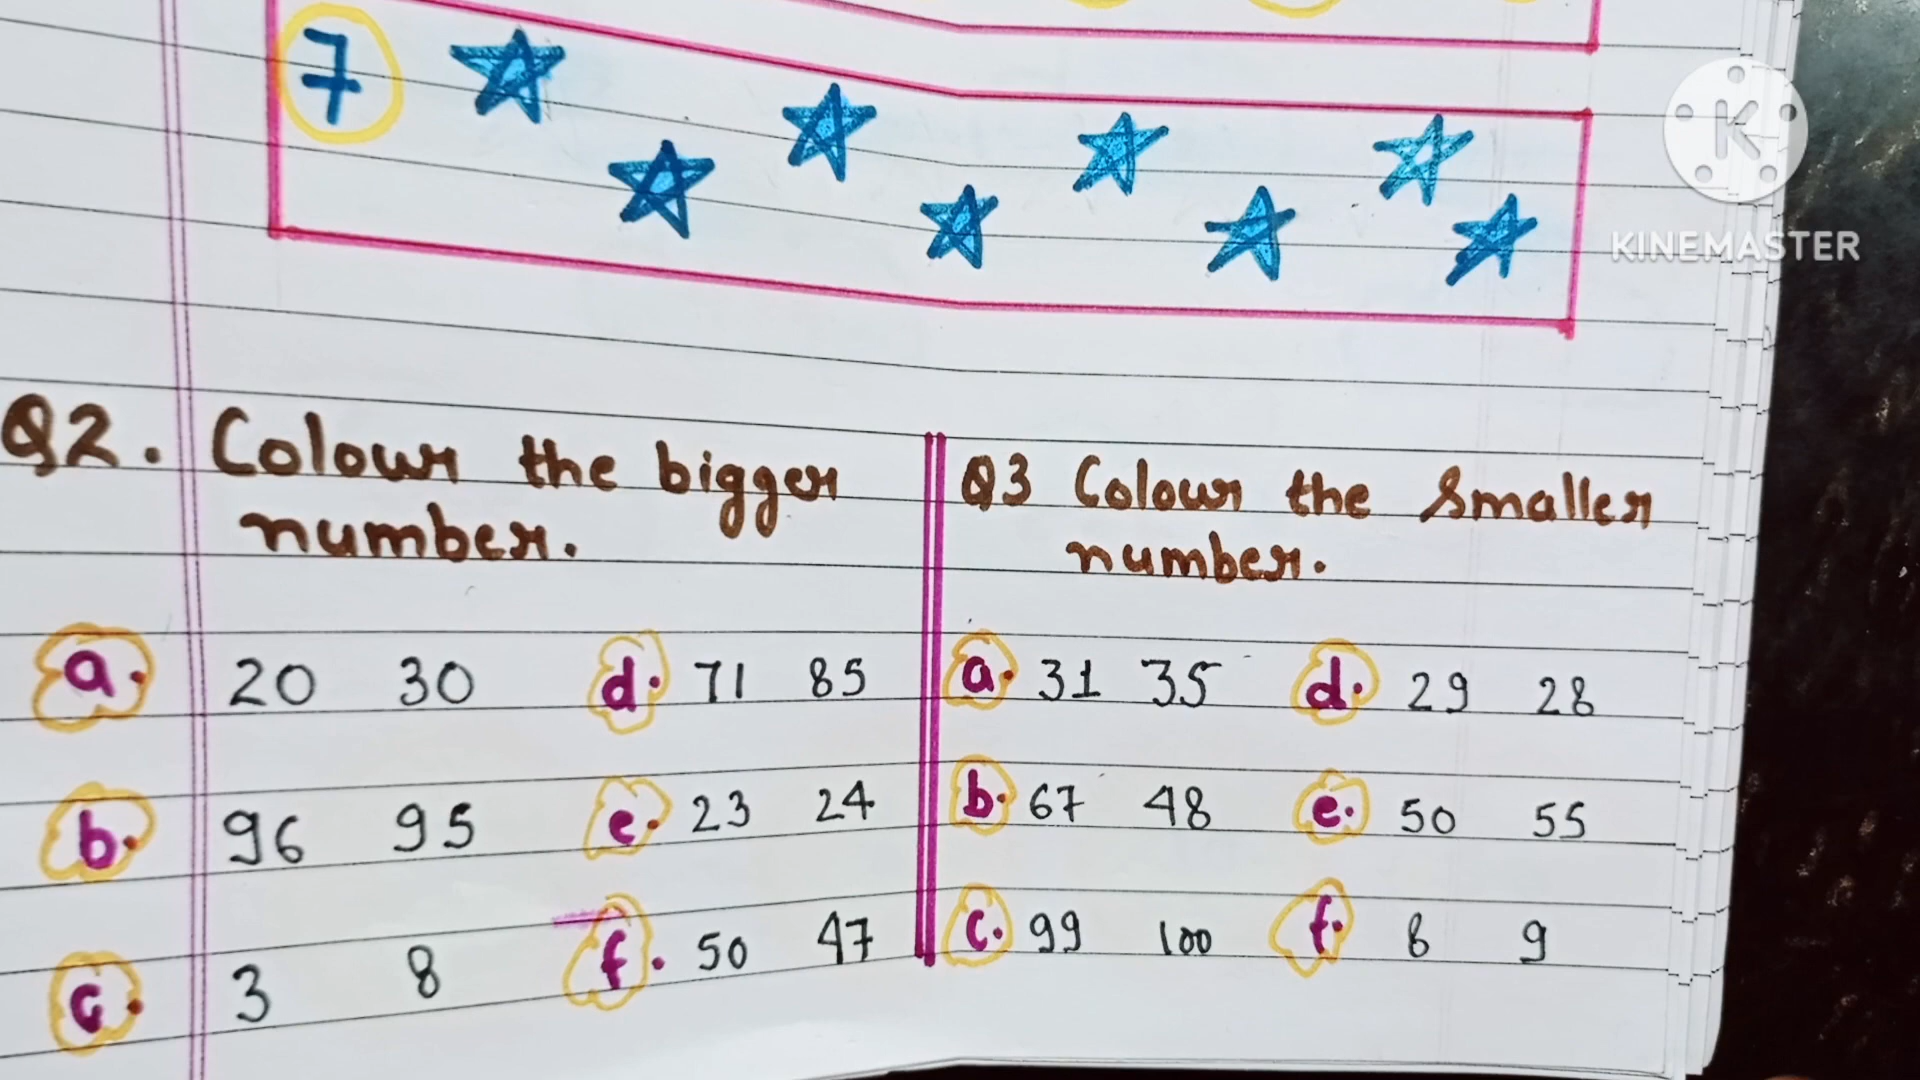 7
KINEMASTER
Q2. Colour the bigger
number.
a. 20 30 d. 71 85
b. 96 95 e. 23 24
c. 3 8 f. 50 47
Q3 Colour the smaller
number.
a. 31 35 d. 29 28
b. 67 48 e. 50 55
c. 99 100 f. 8 9